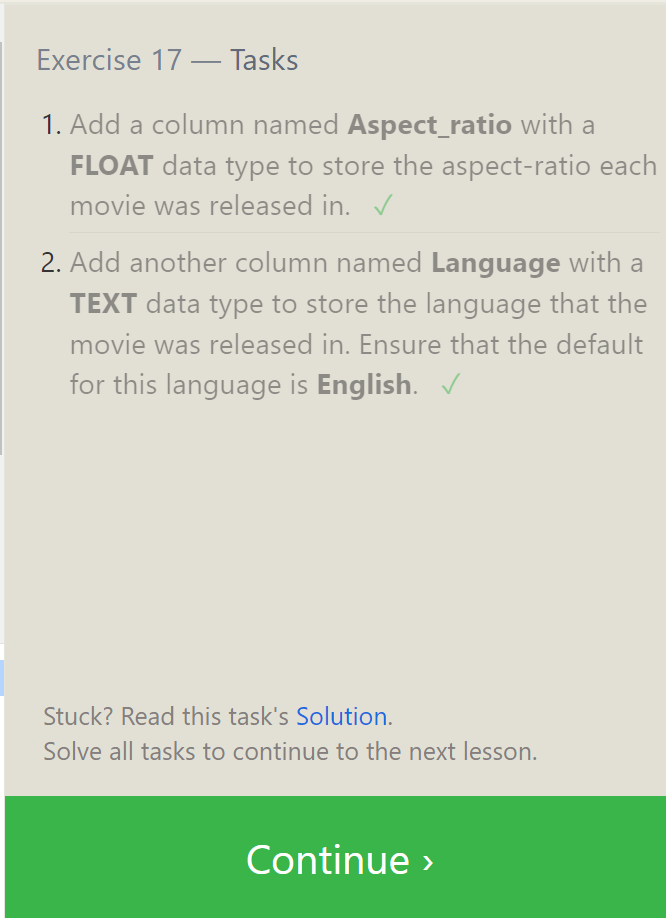 Exercise 17 — Tasks
1. Add a column named Aspect_ratio with a
FLOAT data type to store the aspect-ratio each
movie was released in. ✓
2. Add another column named Language with a
TEXT data type to store the language that the
movie was released in. Ensure that the default
for this language is English. ✓
Stuck? Read this task's Solution.
Solve all tasks to continue to the next lesson.
Continue ›